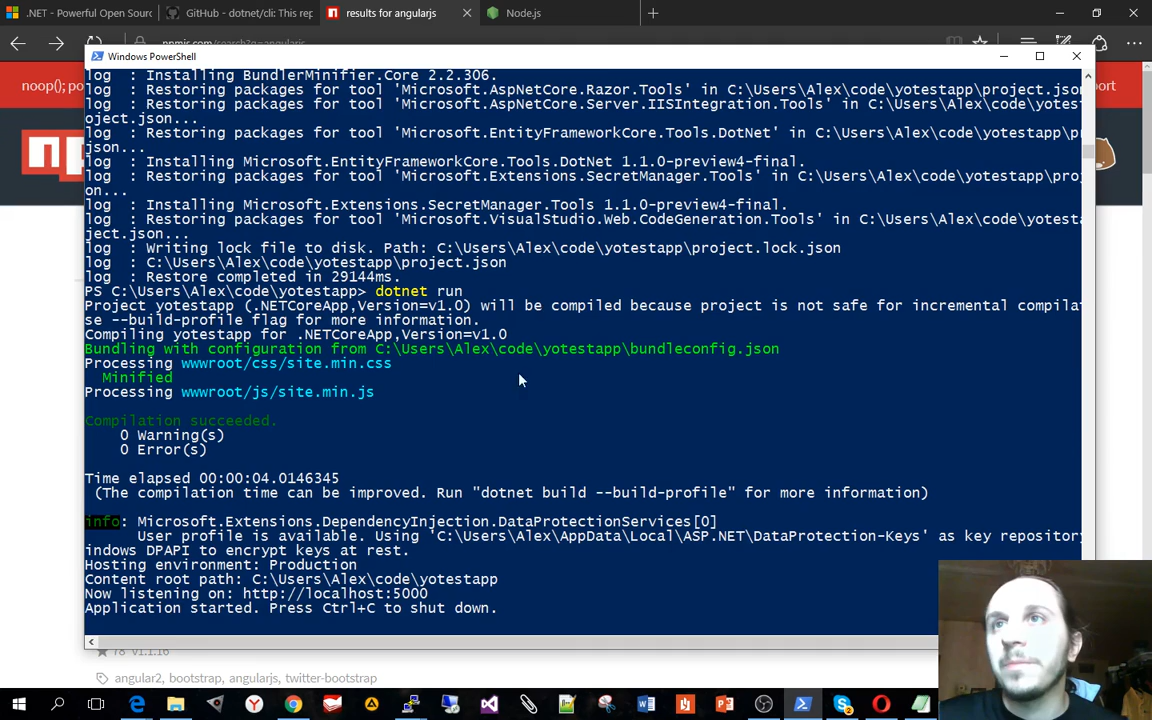 .NET - Powerful Open Sourc
GitHub - dotnet/cli: This rep
results for angularjs
Node.js
npmjs.com/search?q=angularjs
noop(); po
port
Windows PowerShell
log  : Installing BundlerMinifier.Core 2.2.306.
log  : Restoring packages for tool 'Microsoft.AspNetCore.Razor.Tools' in C:\Users\Alex\code\yotestapp\project.json
log  : Restoring packages for tool 'Microsoft.AspNetCore.Server.IISIntegration.Tools' in C:\Users\Alex\code\yotes
oject.json...
log  : Restoring packages for tool 'Microsoft.EntityFrameworkCore.Tools.DotNet' in C:\Users\Alex\code\yotestapp\p
json...
log  : Installing Microsoft.EntityFrameworkCore.Tools.DotNet 1.1.0-preview4-final.
log  : Restoring packages for tool 'Microsoft.Extensions.SecretManager.Tools' in C:\Users\Alex\code\yotestapp\proj
on...
log  : Installing Microsoft.Extensions.SecretManager.Tools 1.1.0-preview4-final.
log  : Restoring packages for tool 'Microsoft.VisualStudio.Web.CodeGeneration.Tools' in C:\Users\Alex\code\yotesta
ject.json...
log  : Writing lock file to disk. Path: C:\Users\Alex\code\yotestapp\project.lock.json
log  : C:\Users\Alex\code\yotestapp\project.json
log  : Restore completed in 29144ms.
PS C:\Users\Alex\code\yotestapp> dotnet run
Project yotestapp (.NETCoreApp,Version=v1.0) will be compiled because project is not safe for incremental compila
se --build-profile flag for more information.
Compiling yotestapp for .NETCoreApp,Version=v1.0
Bundling with configuration from C:\Users\Alex\code\yotestapp\bundleconfig.json
Processing wwwroot/css/site.min.css
Minified
Processing wwwroot/js/site.min.js
Compilation succeeded.
0 Warning(s)
0 Error(s)
Time elapsed 00:00:04.0146345
(The compilation time can be improved. Run "dotnet build --build-profile" for more information)
info: Microsoft.Extensions.DependencyInjection.DataProtectionServices[0]
User profile is available. Using 'C:\Users\Alex\AppData\Local\ASP.NET\DataProtection-Keys' as key repository
indows DPAPI to encrypt keys at rest.
Hosting environment: Production
Content root path: C:\Users\Alex\code\yotestapp
Now listening on: http://localhost:5000
Application started. Press Ctrl+C to shut down.
78 v1.1.16
angular2, bootstrap, angularjs, twitter-bootstrap